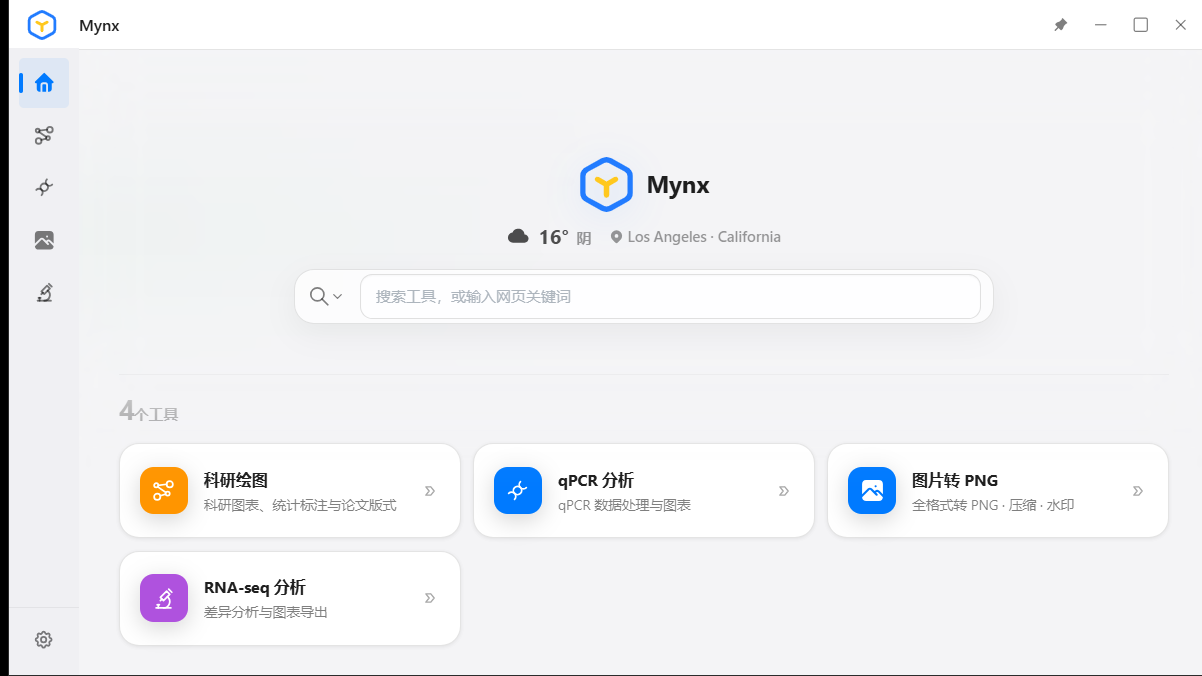 Mynx
Mynx
16° 阴 Los Angeles · California
搜索工具，或输入网页关键词
4个工具
科研绘图
科研图表、统计标注与论文版式
qPCR 分析
qPCR 数据处理与图表
图片转 PNG
全格式转 PNG · 压缩 · 水印
RNA-seq 分析
差异分析与图表导出